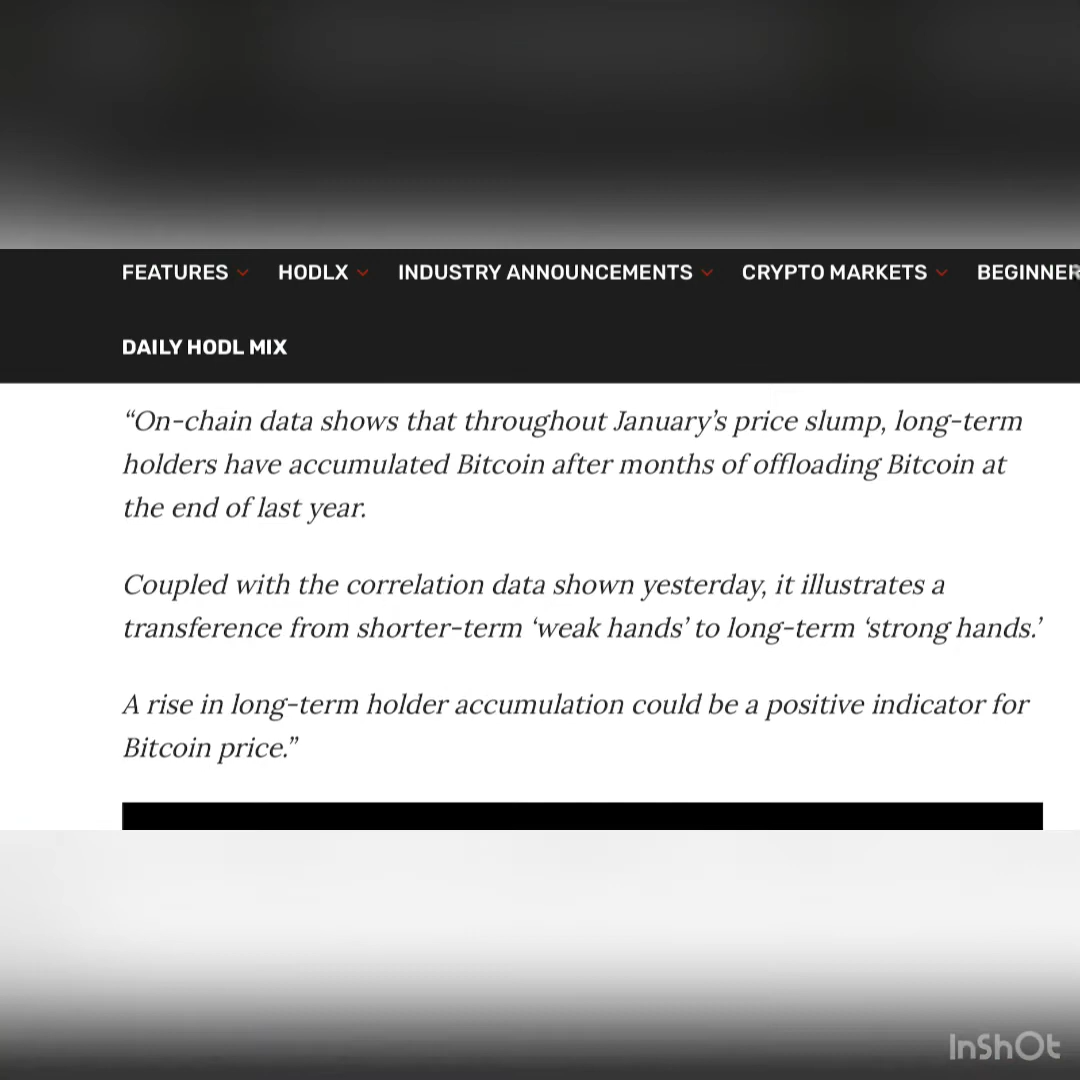 FEATURES HODLX INDUSTRY ANNOUNCEMENTS CRYPTO MARKETS BEGINNER
DAILY HODL MIX
“On-chain data shows that throughout January’s price slump, long-term
holders have accumulated Bitcoin after months of offloading Bitcoin at
the end of last year.
Coupled with the correlation data shown yesterday, it illustrates a
transference from shorter-term ‘weak hands’ to long-term ‘strong hands.’
A rise in long-term holder accumulation could be a positive indicator for
Bitcoin price.”
InShOt